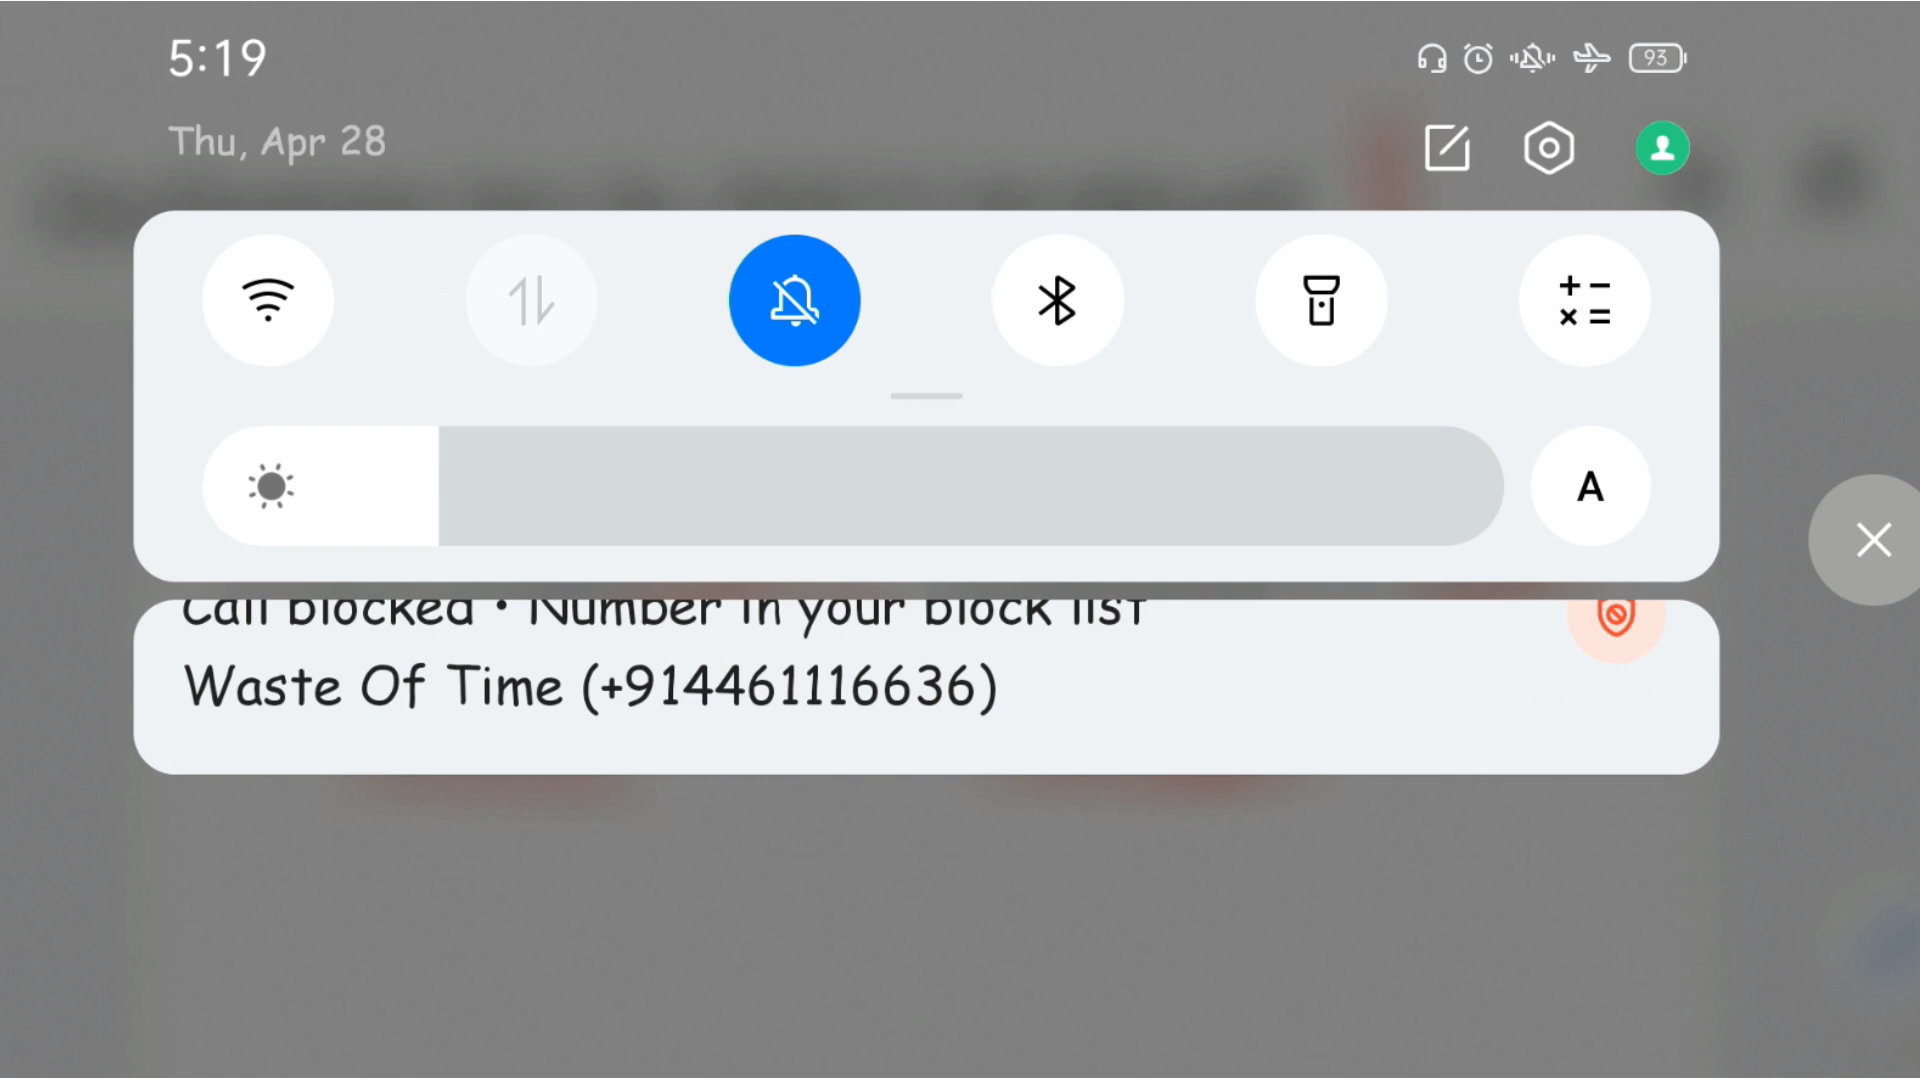 5:19
93
Thu, Apr 28
A
Call blocked • Number in your block list
Waste Of Time (+914461116636)